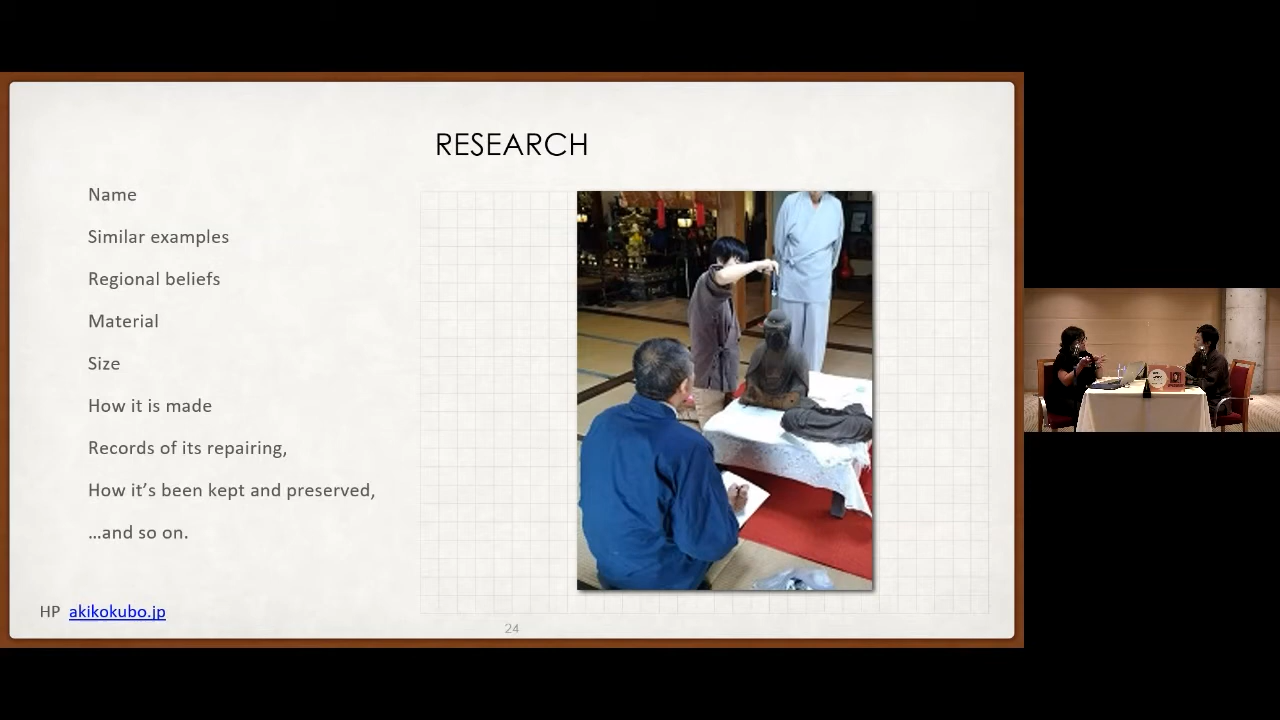 RESEARCH
Name
Similar examples
Regional beliefs
Material
Size
How it is made
Records of its repairing,
How it’s been kept and preserved,
…and so on.
HP akikokubo.jp
24